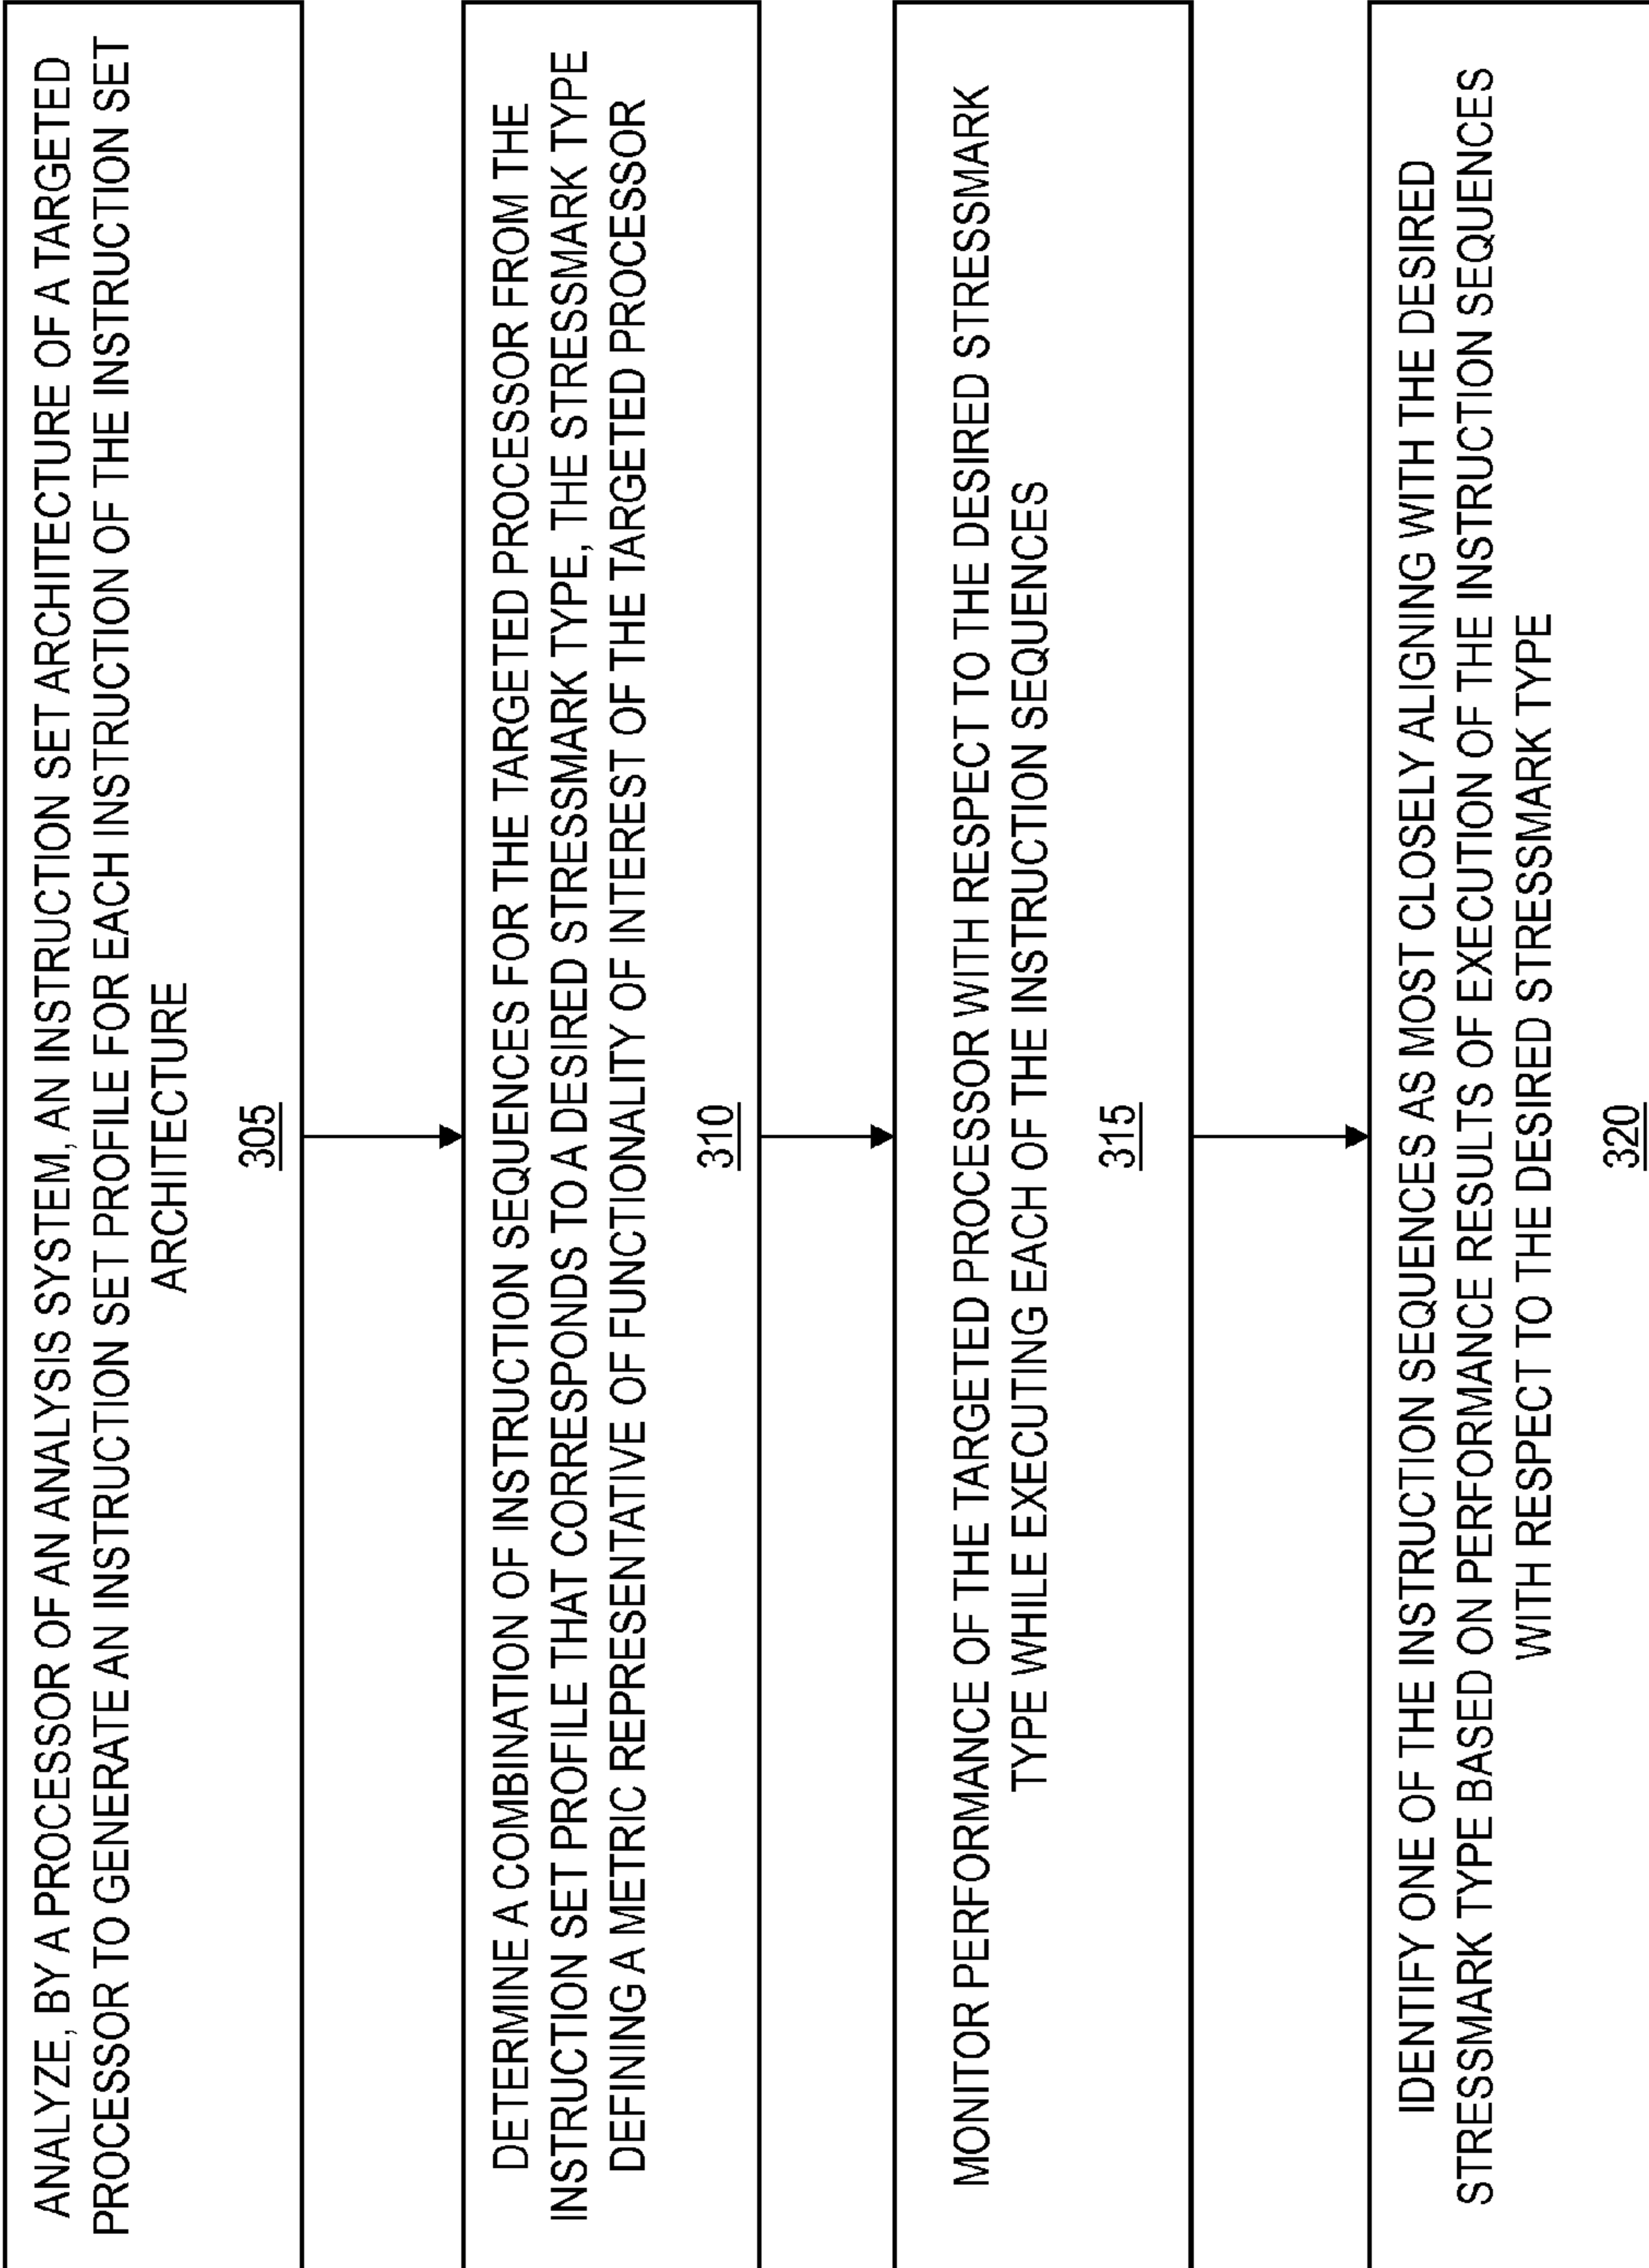 ANALYZE, BY A PROCESSOR OF AN ANALYSIS SYSTEM, AN INSTRUCTION SET ARCHITECTURE OF A TARGETED
PROCESSOR TO GENERATE AN INSTRUCTION SET PROFILE FOR EACH INSTRUCTION OF THE INSTRUCTION SET
ARCHITECTURE
305
DETERMINE A COMBINATION OF INSTRUCTION SEQUENCES FOR THE TARGETED PROCESSOR FROM THE
INSTRUCTION SET PROFILE THAT CORRESPONDS TO A DESIRED STRESSMARK TYPE, THE STRESSMARK TYPE
DEFINING A METRIC REPRESENTATIVE OF FUNCTIONALITY OF INTEREST OF THE TARGETED PROCESSOR
310
MONITOR PERFORMANCE OF THE TARGETED PROCESSOR WITH RESPECT TO THE DESIRED STRESSMARK
TYPE WHILE EXECUTING EACH OF THE INSTRUCTION SEQUENCES
315
IDENTIFY ONE OF THE INSTRUCTION SEQUENCES AS MOST CLOSELY ALIGNING WITH THE DESIRED
STRESSMARK TYPE BASED ON PERFORMANCE RESULTS OF EXECUTION OF THE INSTRUCTION SEQUENCES
WITH RESPECT TO THE DESIRED STRESSMARK TYPE
320